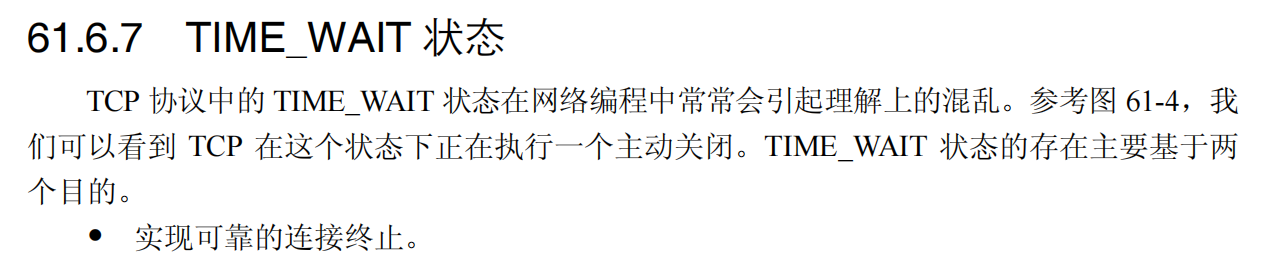 61.6.7 TIME_WAIT 状态
TCP 协议中的 TIME_WAIT 状态在网络编程中常常会引起理解上的混乱。参考图 61-4，我
们可以看到 TCP 在这个状态下正在执行一个主动关闭。TIME_WAIT 状态的存在主要基于两
个目的。
● 实现可靠的连接终止。